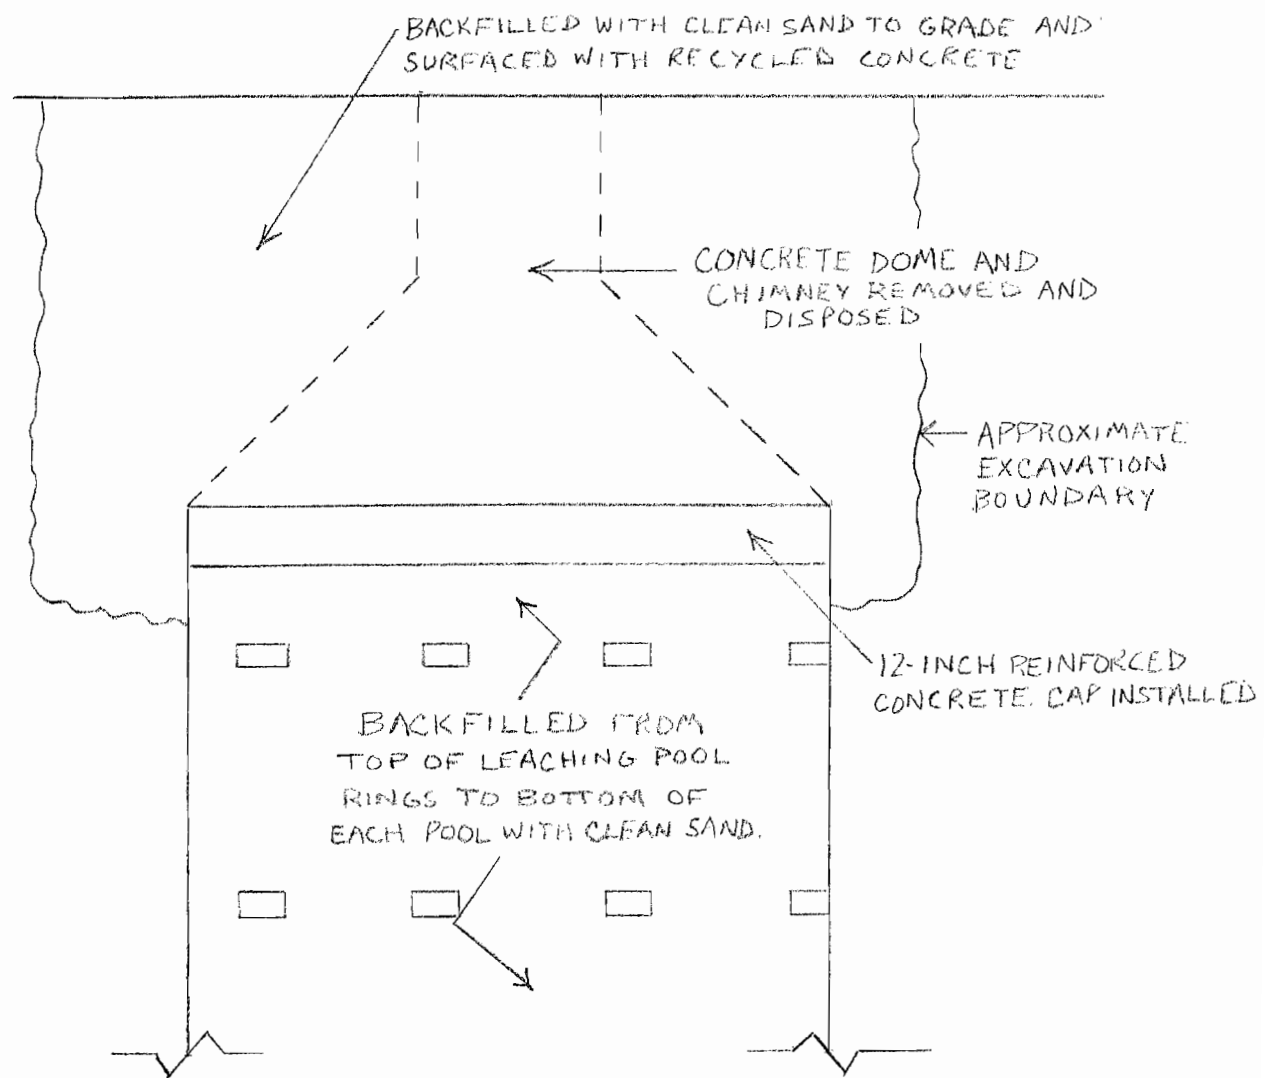 BACKFILLED WITH CLEAN SAND TO GRADE AND
SURFACED WITH RECYCLED CONCRETE
CONCRETE DOME AND
CHIMNEY REMOVED AND
DISPOSED
APPROXIMATE
EXCAVATION
BOUNDARY
12-INCH REINFORCED
CONCRETE CAP INSTALLED
BACKFILLED FROM
TOP OF LEACHING POOL
RINGS TO BOTTOM OF
EACH POOL WITH CLEAN SAND.